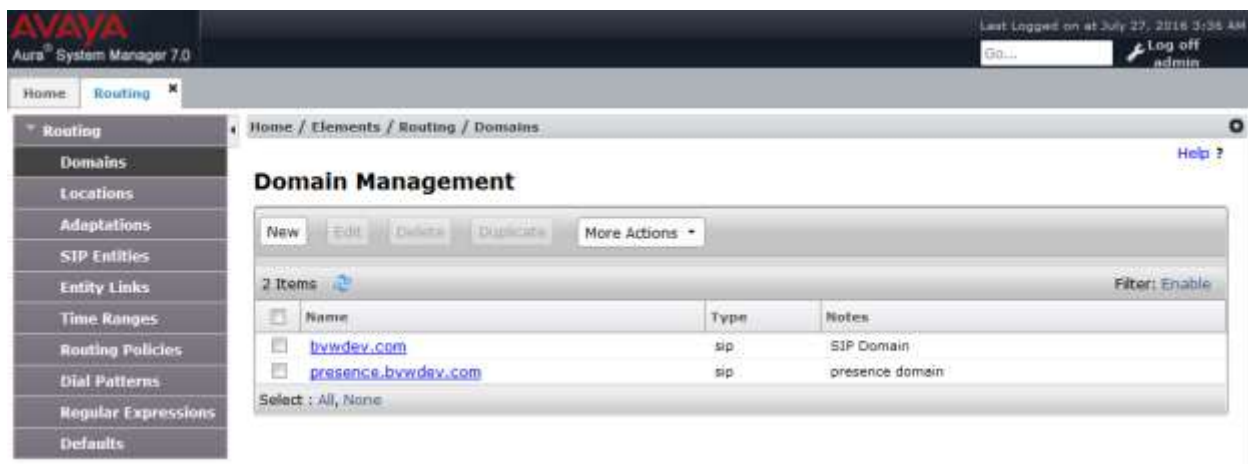 AVAYA
Last Logged on at July 27, 2016 3:36 AM
Aura® System Manager 7.0
Go...
Log off
admin
Home
Routing ×
Routing
Home / Elements / Routing / Domains
Help ?
Domains
Locations
Adaptations
SIP Entities
Entity Links
Time Ranges
Routing Policies
Dial Patterns
Regular Expressions
Defaults
Domain Management
New Edit Delete Duplicate More Actions
2 Items Filter: Enable
Name Type Notes
bvwdev.com sip SIP Domain
presence.bvwdev.com sip presence domain
Select : All, None